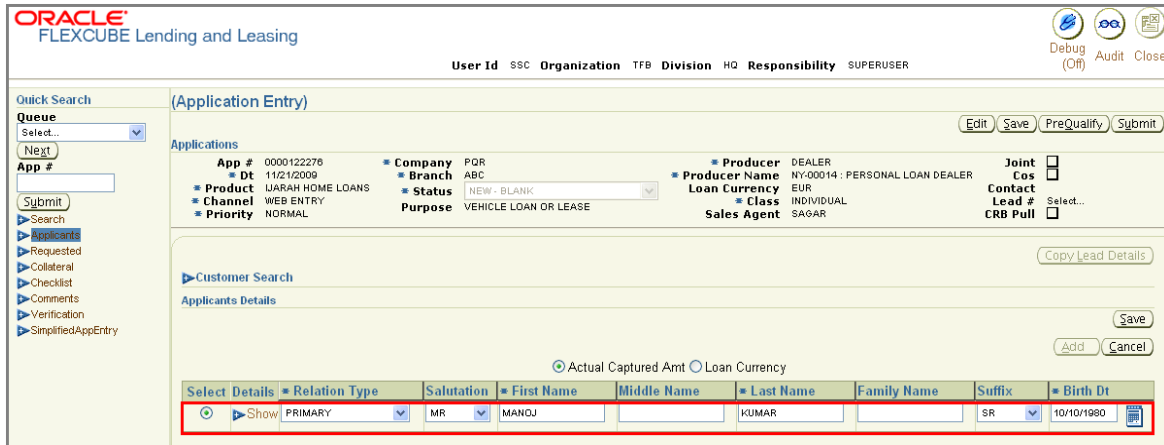 ORACLE
FLEXCUBE Lending and Leasing
Debug (Off) Audit Close
User Id SSC Organization TFB Division HQ Responsibility SUPERUSER
Quick Search
Queue
Select...
Next
App #
Submit
Search
Applicants
Requested
Collateral
Checklist
Comments
Verification
SimplifiedAppEntry
(Application Entry)
Edit Save PreQualify Submit
Applications
App # 0000122276 * Company PQR * Producer DEALER Joint
* Dt 11/21/2009 * Branch ABC * Producer Name NY-00014 : PERSONAL LOAN DEALER Cos
* Product IJARAH HOME LOANS * Status NEW - BLANK Loan Currency EUR Contact
* Channel WEB ENTRY Purpose VEHICLE LOAN OR LEASE * Class INDIVIDUAL Lead # Select...
* Priority NORMAL Sales Agent SAGAR CRB Pull
Copy Lead Details
Customer Search
Applicants Details
Save
Add Cancel
Actual Captured Amt Loan Currency
Select Details * Relation Type Salutation * First Name Middle Name * Last Name Family Name Suffix * Birth Dt
Show PRIMARY MR MANOJ KUMAR SR 10/10/1980